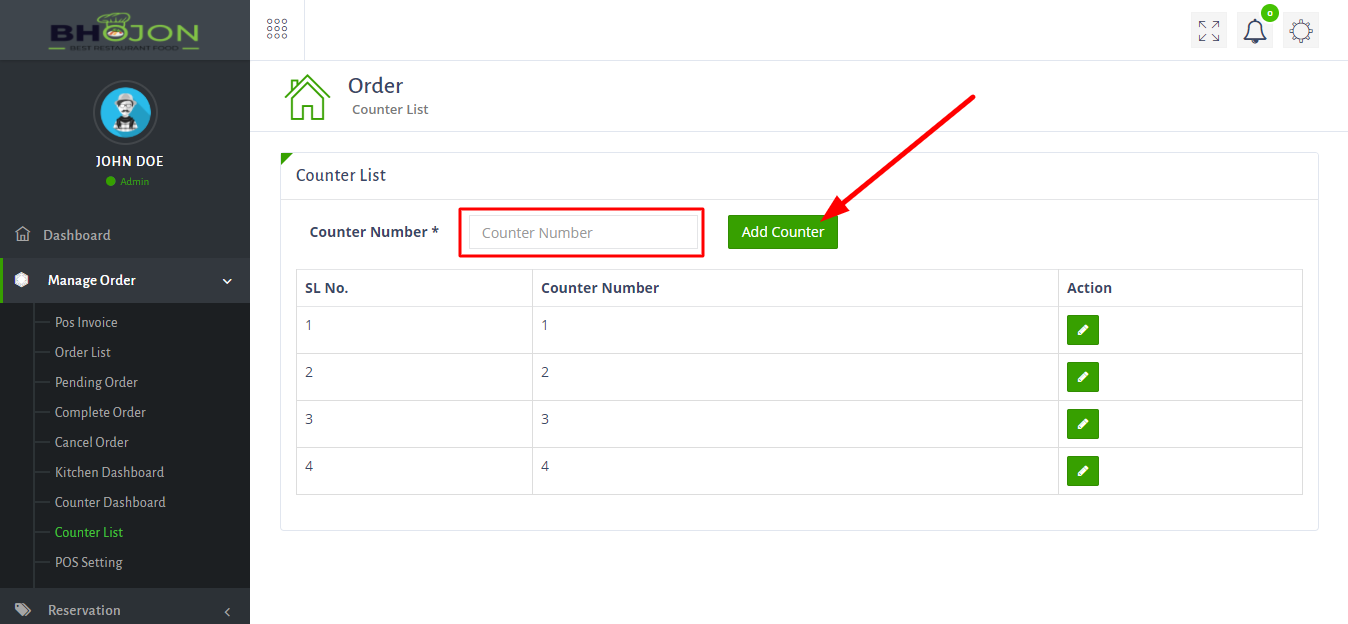 BHOJON
BEST RESTAURANT FOOD
JOHN DOE
Admin
Dashboard
Manage Order
Pos Invoice
Order List
Pending Order
Complete Order
Cancel Order
Kitchen Dashboard
Counter Dashboard
Counter List
POS Setting
Reservation
0
Order
Counter List
Counter List
Counter Number * Counter Number Add Counter
SL No. Counter Number Action
1 1
2 2
3 3
4 4